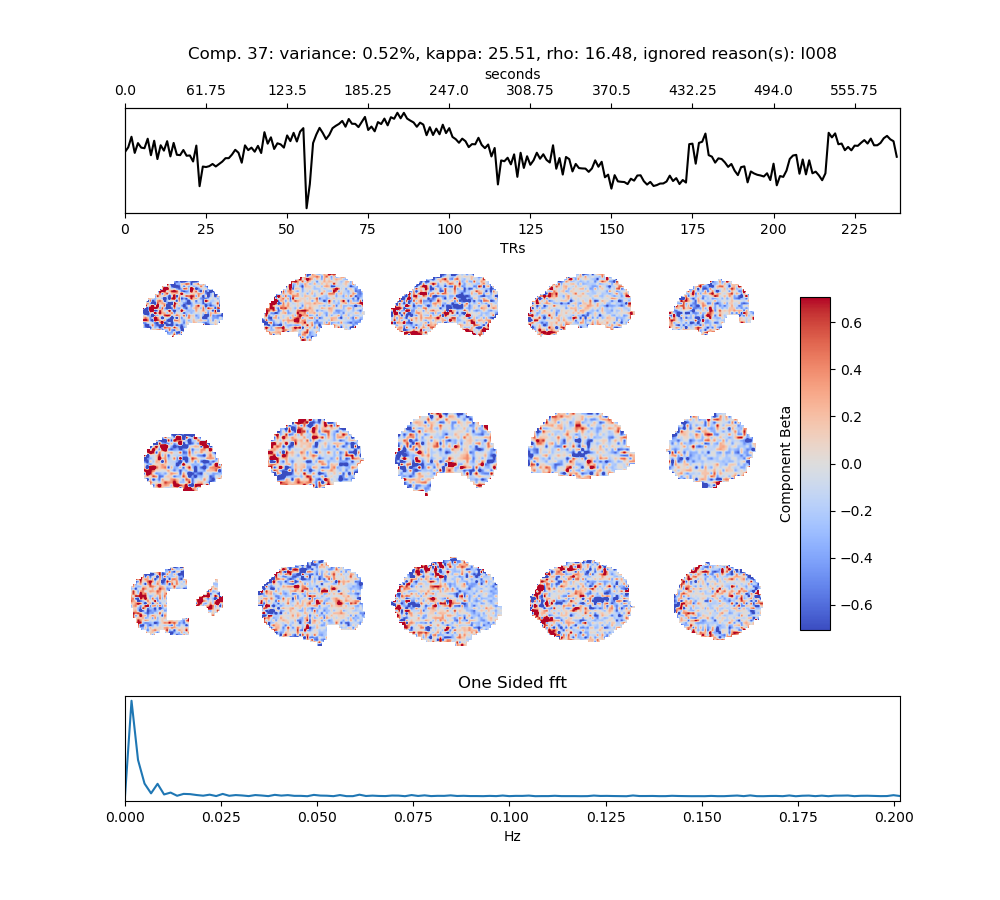 Comp. 37: variance: 0.52%, kappa: 25.51, rho: 16.48, ignored reason(s): I008
seconds
0.0 61.75 123.5 185.25 247.0 308.75 370.5 432.25 494.0 555.75
0 25 50 75 100 125 150 175 200 225
TRs
0.6
0.4
0.2
0.0
−0.2
−0.4
−0.6
Component Beta
One Sided fft
0.000 0.025 0.050 0.075 0.100 0.125 0.150 0.175 0.200
Hz